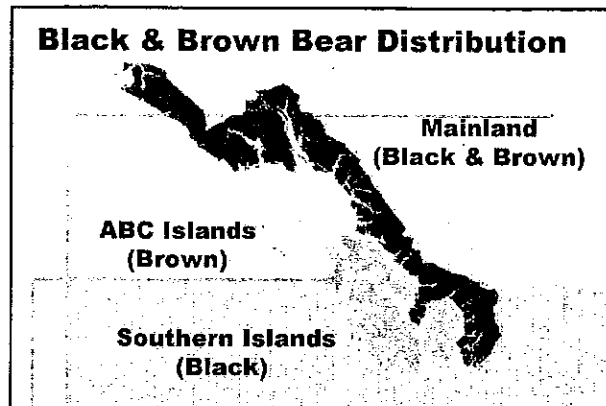 Black & Brown Bear Distribution
Mainland
(Black & Brown)
ABC Islands
(Brown)
Southern Islands
(Black)